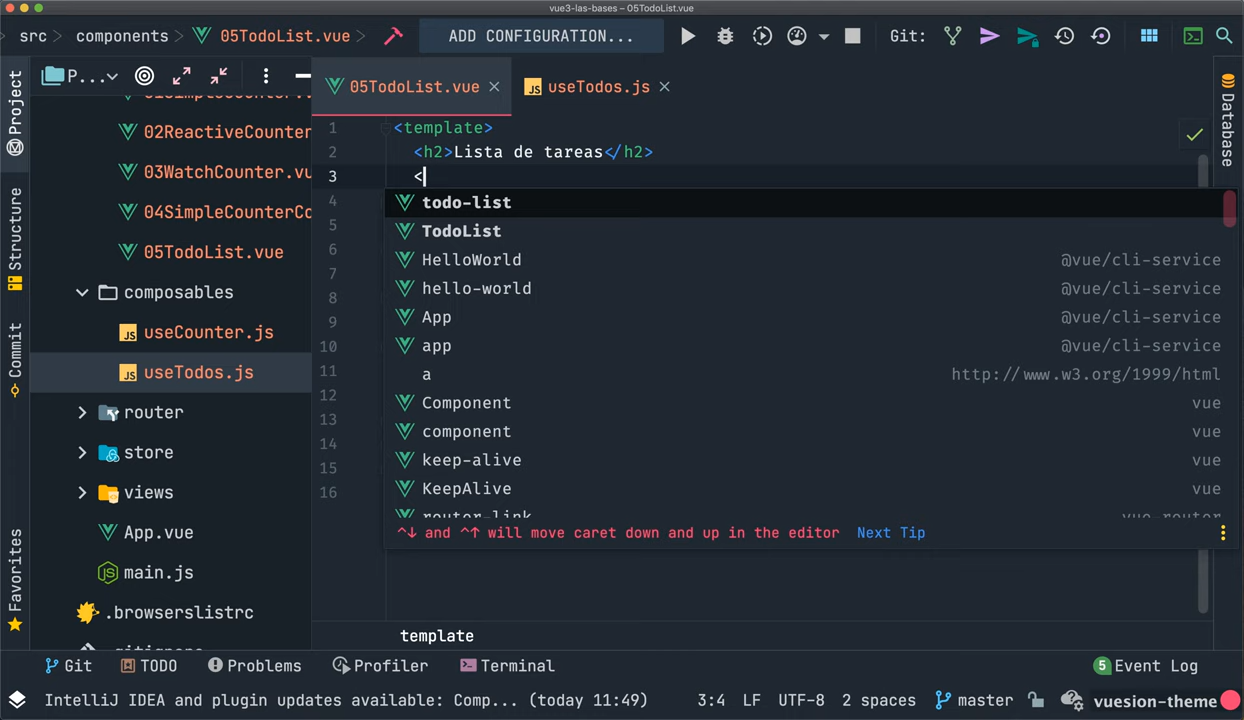 vue3-las-bases – 05TodoList.vue
src components 05TodoList.vue ADD CONFIGURATION... Git:
Project
P...
05TodoList.vue
useTodos.js
Database
02ReactiveCounter
03WatchCounter.vu
04SimpleCounterCo
05TodoList.vue
composables
useCounter.js
useTodos.js
router
store
views
App.vue
main.js
.browserslistrc
Structure
Commit
Favorites
1 <template>
2 <h2>Lista de tareas</h2>
3 <
4
5
6
7
8
9
10
11
12
13
14
15
16
todo-list
TodoList
HelloWorld @vue/cli-service
hello-world @vue/cli-service
App @vue/cli-service
app @vue/cli-service
a http://www.w3.org/1999/html
Component vue
component vue
keep-alive vue
KeepAlive vue
router-link vue-router
^↓ and ^↑ will move caret down and up in the editor Next Tip
template
Git TODO Problems Profiler Terminal 5 Event Log
IntelliJ IDEA and plugin updates available: Comp... (today 11:49) 3:4 LF UTF-8 2 spaces master vuesion-theme